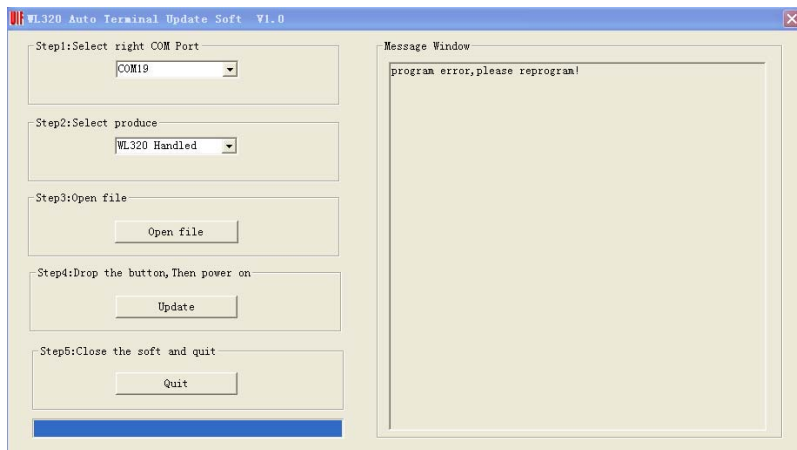 UIF WL320 Auto Terminal Update Soft V1.0
Step1:Select right COM Port
COM19
Step2:Select produce
WL320 Handled
Step3:Open file
Open file
Step4:Drop the button,Then power on
Update
Step5:Close the soft and quit
Quit
Message Window
program error,please reprogram!